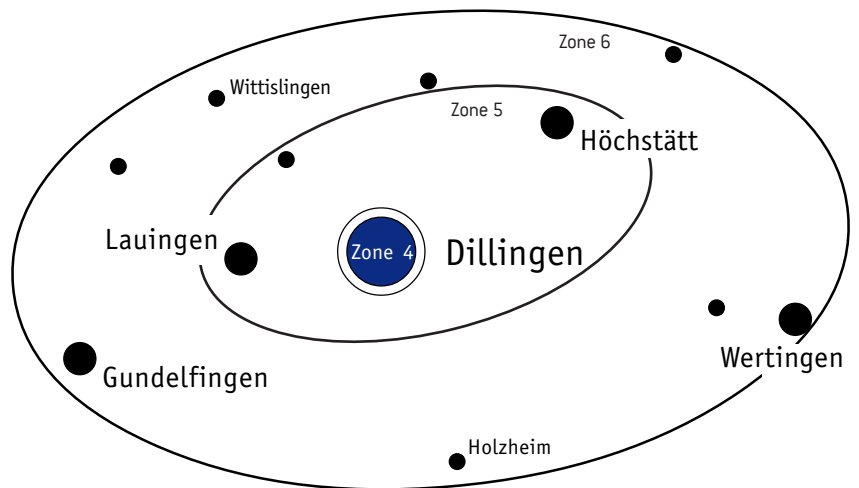 Zone 6
Wittislingen
Zone 5
Höchstätt
Lauingen
Zone 4
Dillingen
Wertingen
Gundelfingen
Holzheim